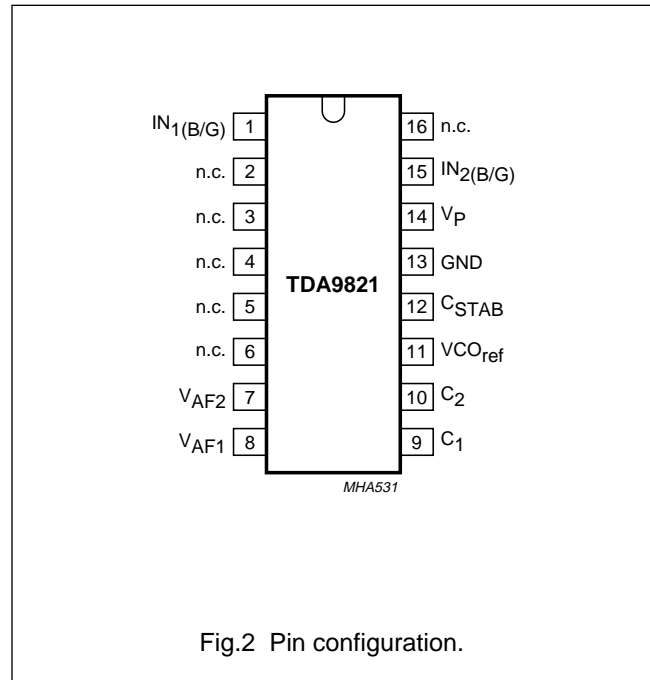 IN1(B/G) 1 16 n.c.
n.c. 2 15 IN2(B/G)
n.c. 3 14 VP
n.c. 4 13 GND
TDA9821
n.c. 5 12 CSTAB
n.c. 6 11 VCOref
VAF2 7 10 C2
VAF1 8 9 C1
MHA531
Fig.2 Pin configuration.